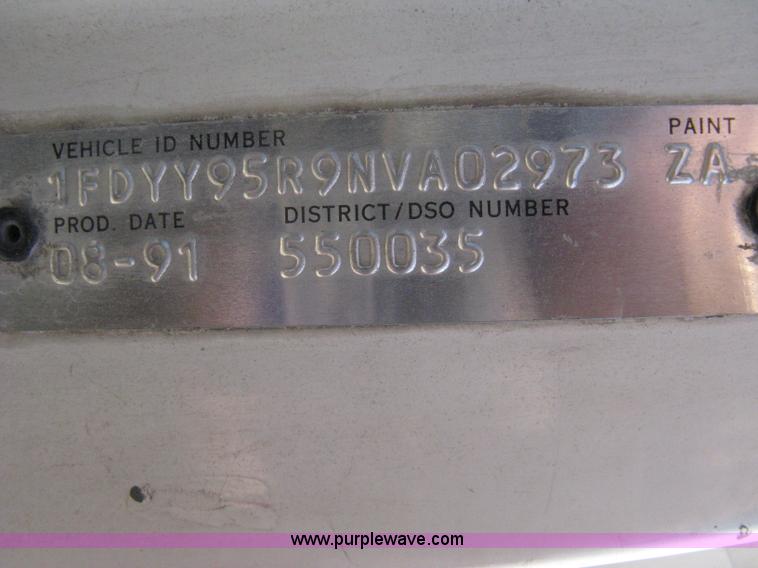 VEHICLE ID NUMBER PAINT
1FDYY95R9NVA02973 ZA
PROD. DATE DISTRICT/DSO NUMBER
08-91 550035
www.purplewave.com